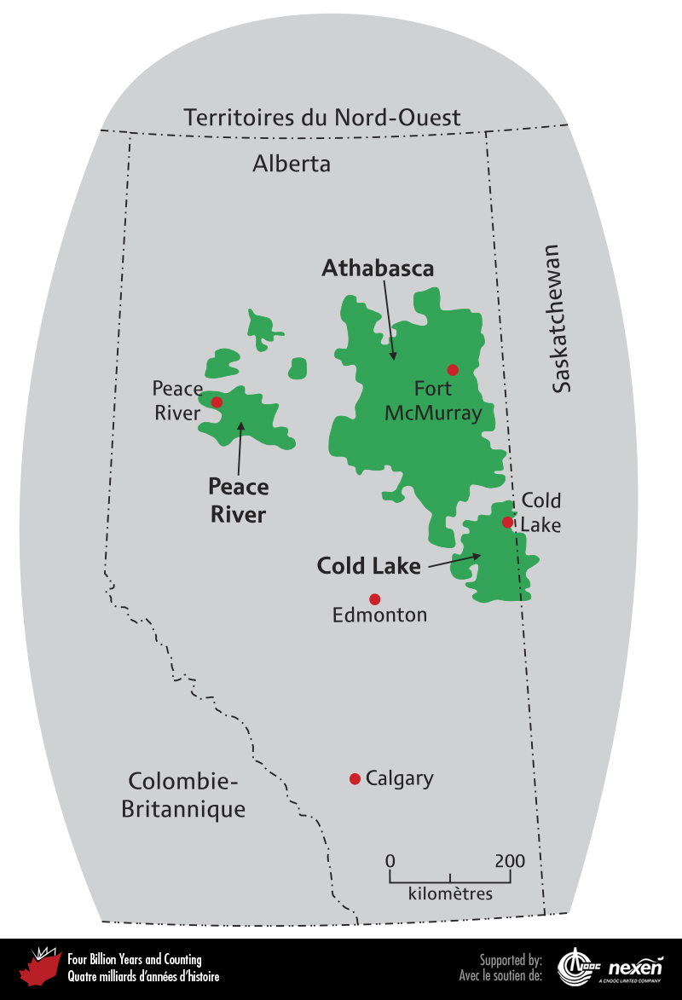 Territoires du Nord-Ouest
Alberta
Athabasca
Saskatchewan
Peace
River
Fort
McMurray
Peace
River
Cold
Lake
Cold Lake
Edmonton
Colombie-
Britannique
Calgary
0 200
kilomètres
Four Billion Years and Counting
Quatre milliards d'années d'histoire
Supported by:
Avec le soutien de:
CNOOC
nexen
A CNOOC LIMITED COMPANY